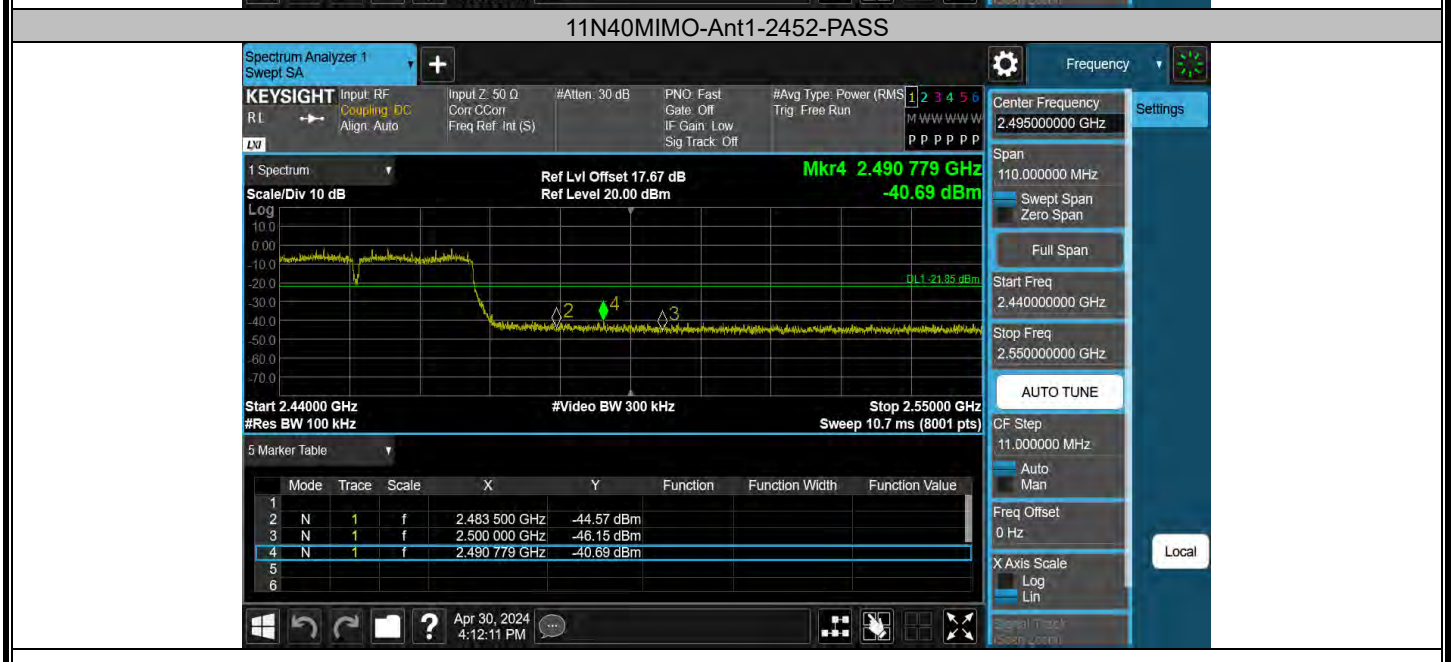 11N40MIMO-Ant1-2452-PASS
Spectrum Analyzer 1
Swept SA
Frequency
KEYSIGHT
RL
LXI
Input: RF
Coupling: DC
Align: Auto
Input Z: 50 Ω
Corr CCorr
Freq Ref: Int (S)
#Atten: 30 dB
PNO: Fast
Gate: Off
IF Gain: Low
Sig Track: Off
#Avg Type: Power (RMS
Trig: Free Run
1 2 3 4 5 6
M W W W W W
P P P P P P
1 Spectrum
Scale/Div 10 dB
Log
Ref Lvl Offset 17.67 dB
Ref Level 20.00 dBm
Mkr4 2.490 779 GHz
-40.69 dBm
10.0
0.00
-10.0
-20.0
-30.0
-40.0
-50.0
-60.0
-70.0
DL1 -21.85 dBm
2
4
3
Start 2.44000 GHz
#Res BW 100 kHz
#Video BW 300 kHz
Stop 2.55000 GHz
Sweep 10.7 ms (8001 pts)
5 Marker Table
Mode Trace Scale X Y Function Function Width Function Value
1
2 N 1 f 2.483 500 GHz -44.57 dBm
3 N 1 f 2.500 000 GHz -46.15 dBm
4 N 1 f 2.490 779 GHz -40.69 dBm
5
6
?
Apr 30, 2024
4:12:11 PM
Center Frequency
2.495000000 GHz
Span
110.000000 MHz
Swept Span
Zero Span
Full Span
Start Freq
2.440000000 GHz
Stop Freq
2.550000000 GHz
AUTO TUNE
CF Step
11.000000 MHz
Auto
Man
Freq Offset
0 Hz
X Axis Scale
Log
Lin
Signal Track
(Span Zoom)
Settings
Local